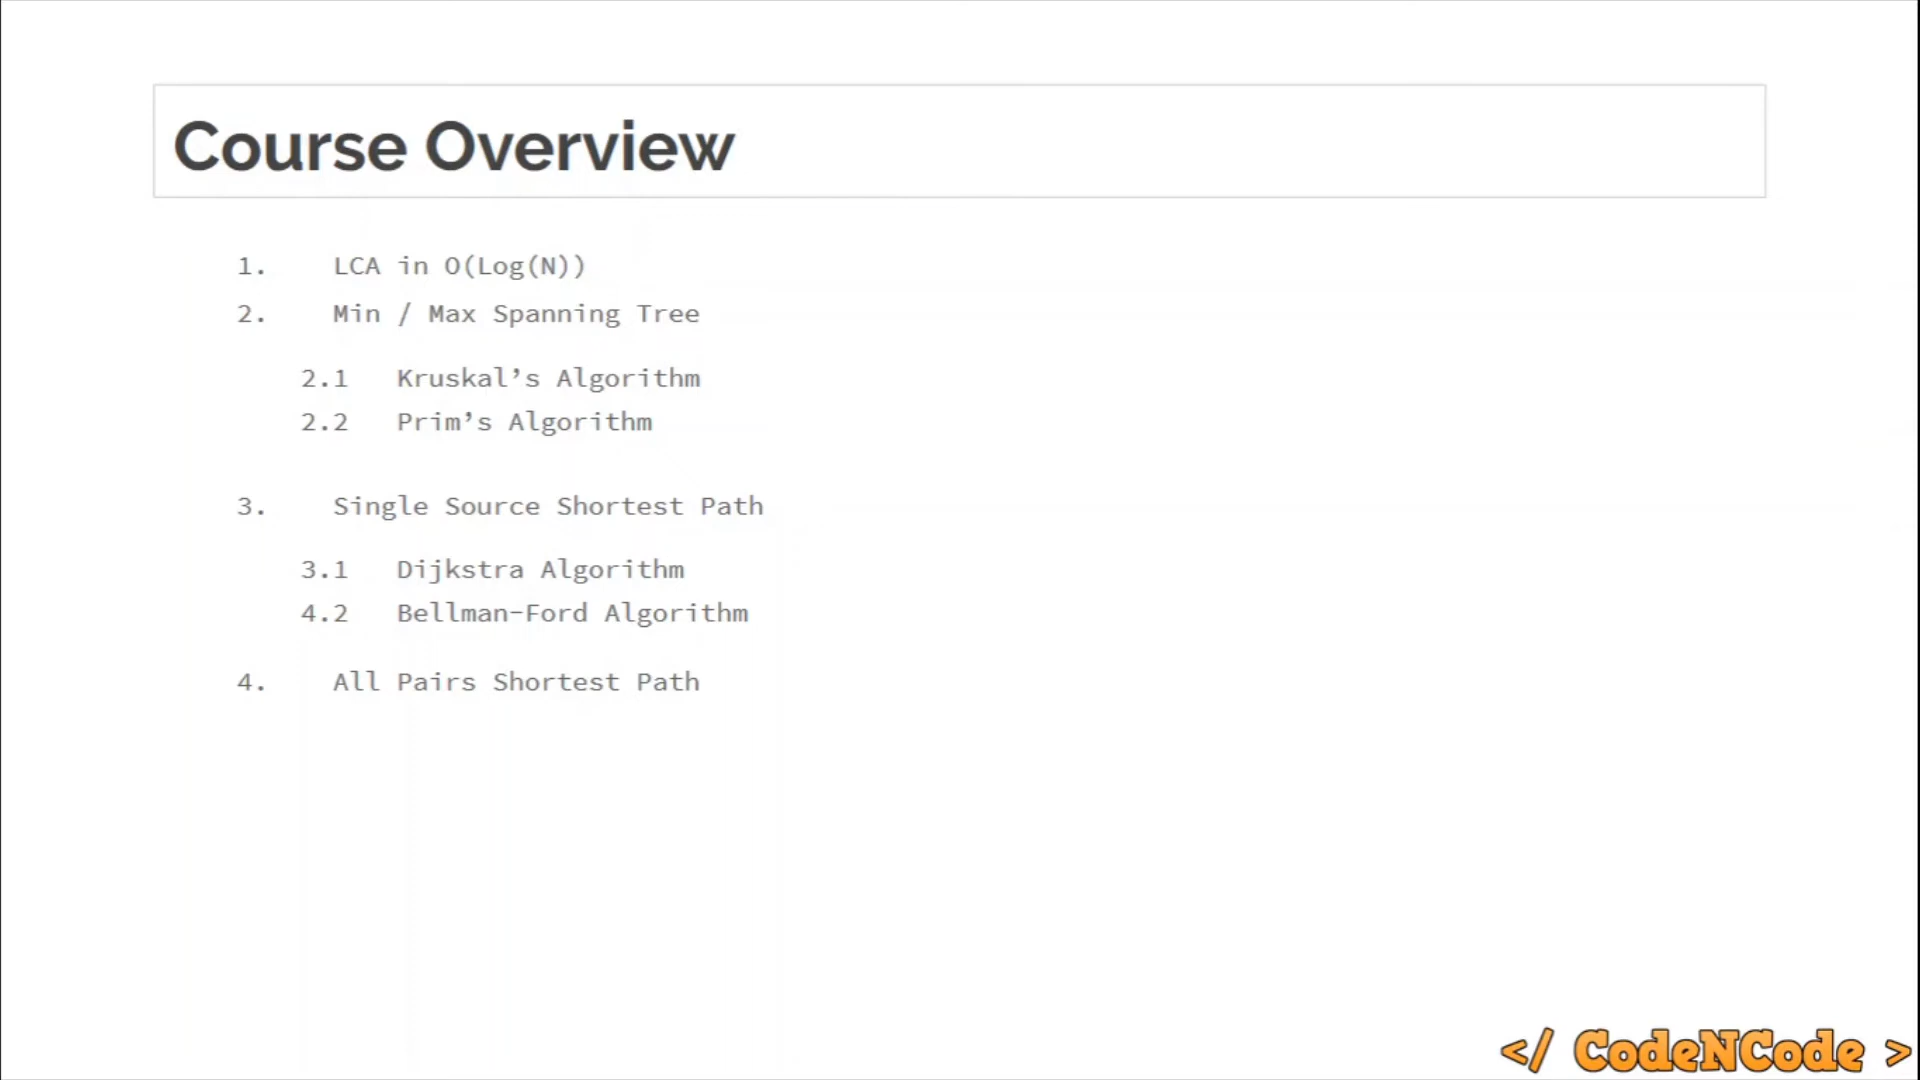 Course Overview
1. LCA in O(Log(N))
2. Min / Max Spanning Tree
2.1 Kruskal’s Algorithm
2.2 Prim’s Algorithm
3. Single Source Shortest Path
3.1 Dijkstra Algorithm
4.2 Bellman-Ford Algorithm
4. All Pairs Shortest Path
</ CodeNCode >